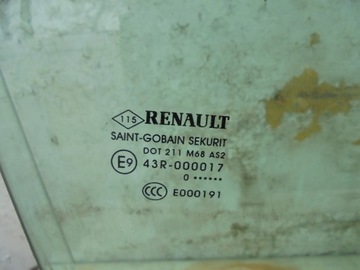 115 RENAULT
SAINT-GOBAIN SEKURIT
DOT 211 M68 AS2
E9 43R-000017
0 ••••••
CCC E000191